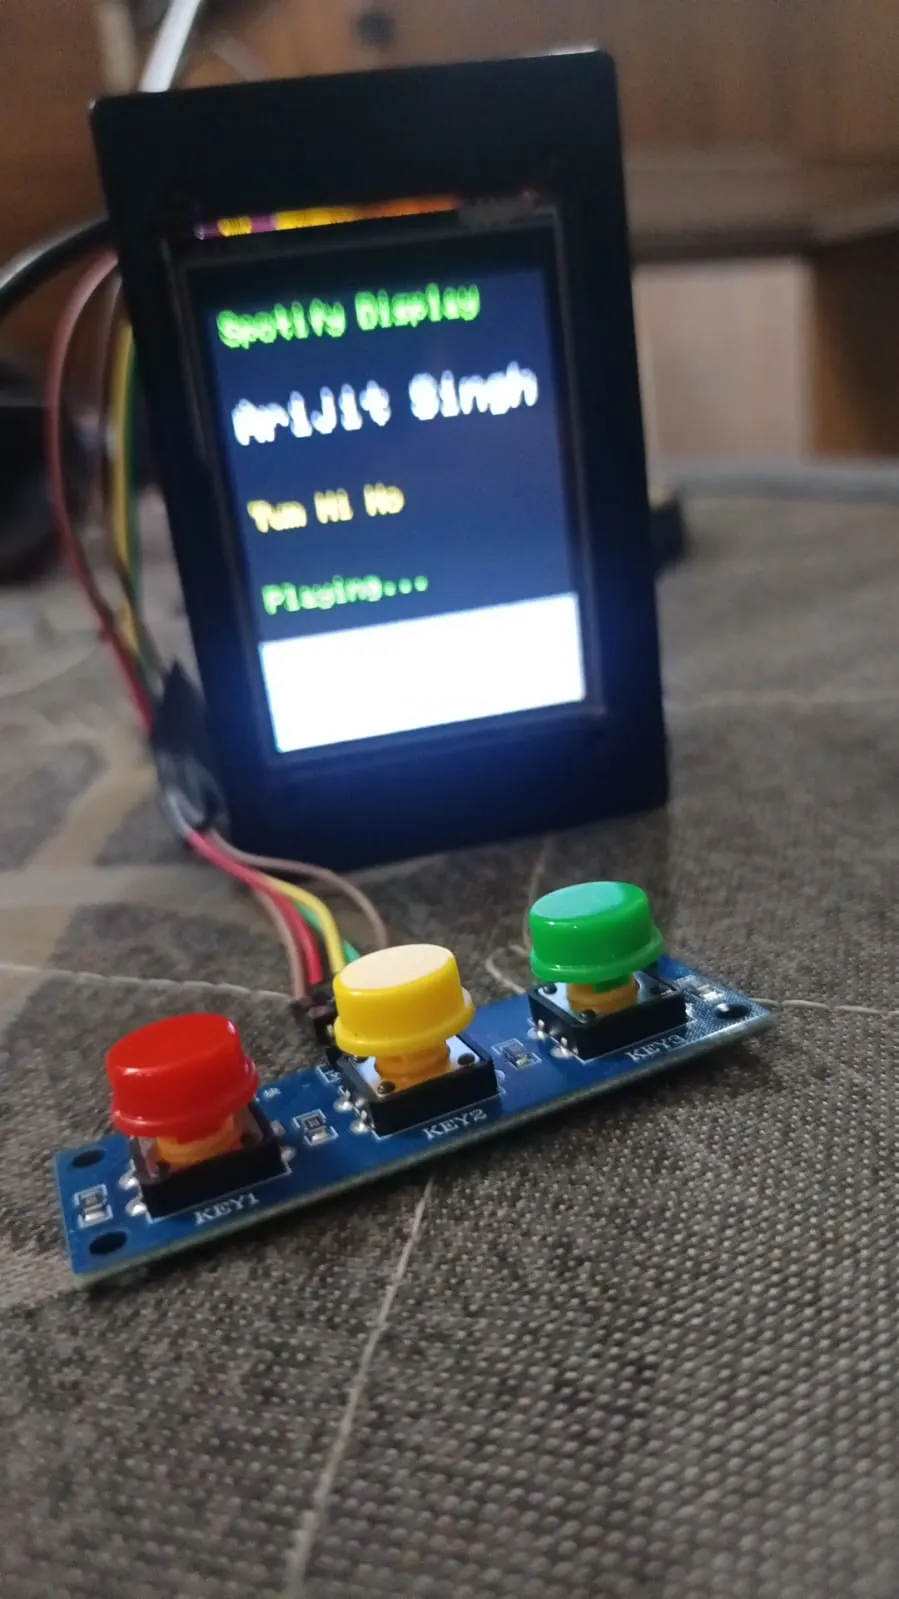 Spotify Display
Arijit Singh
Tum Hi Ho
Playing...
KEY1
KEY2
KEY3